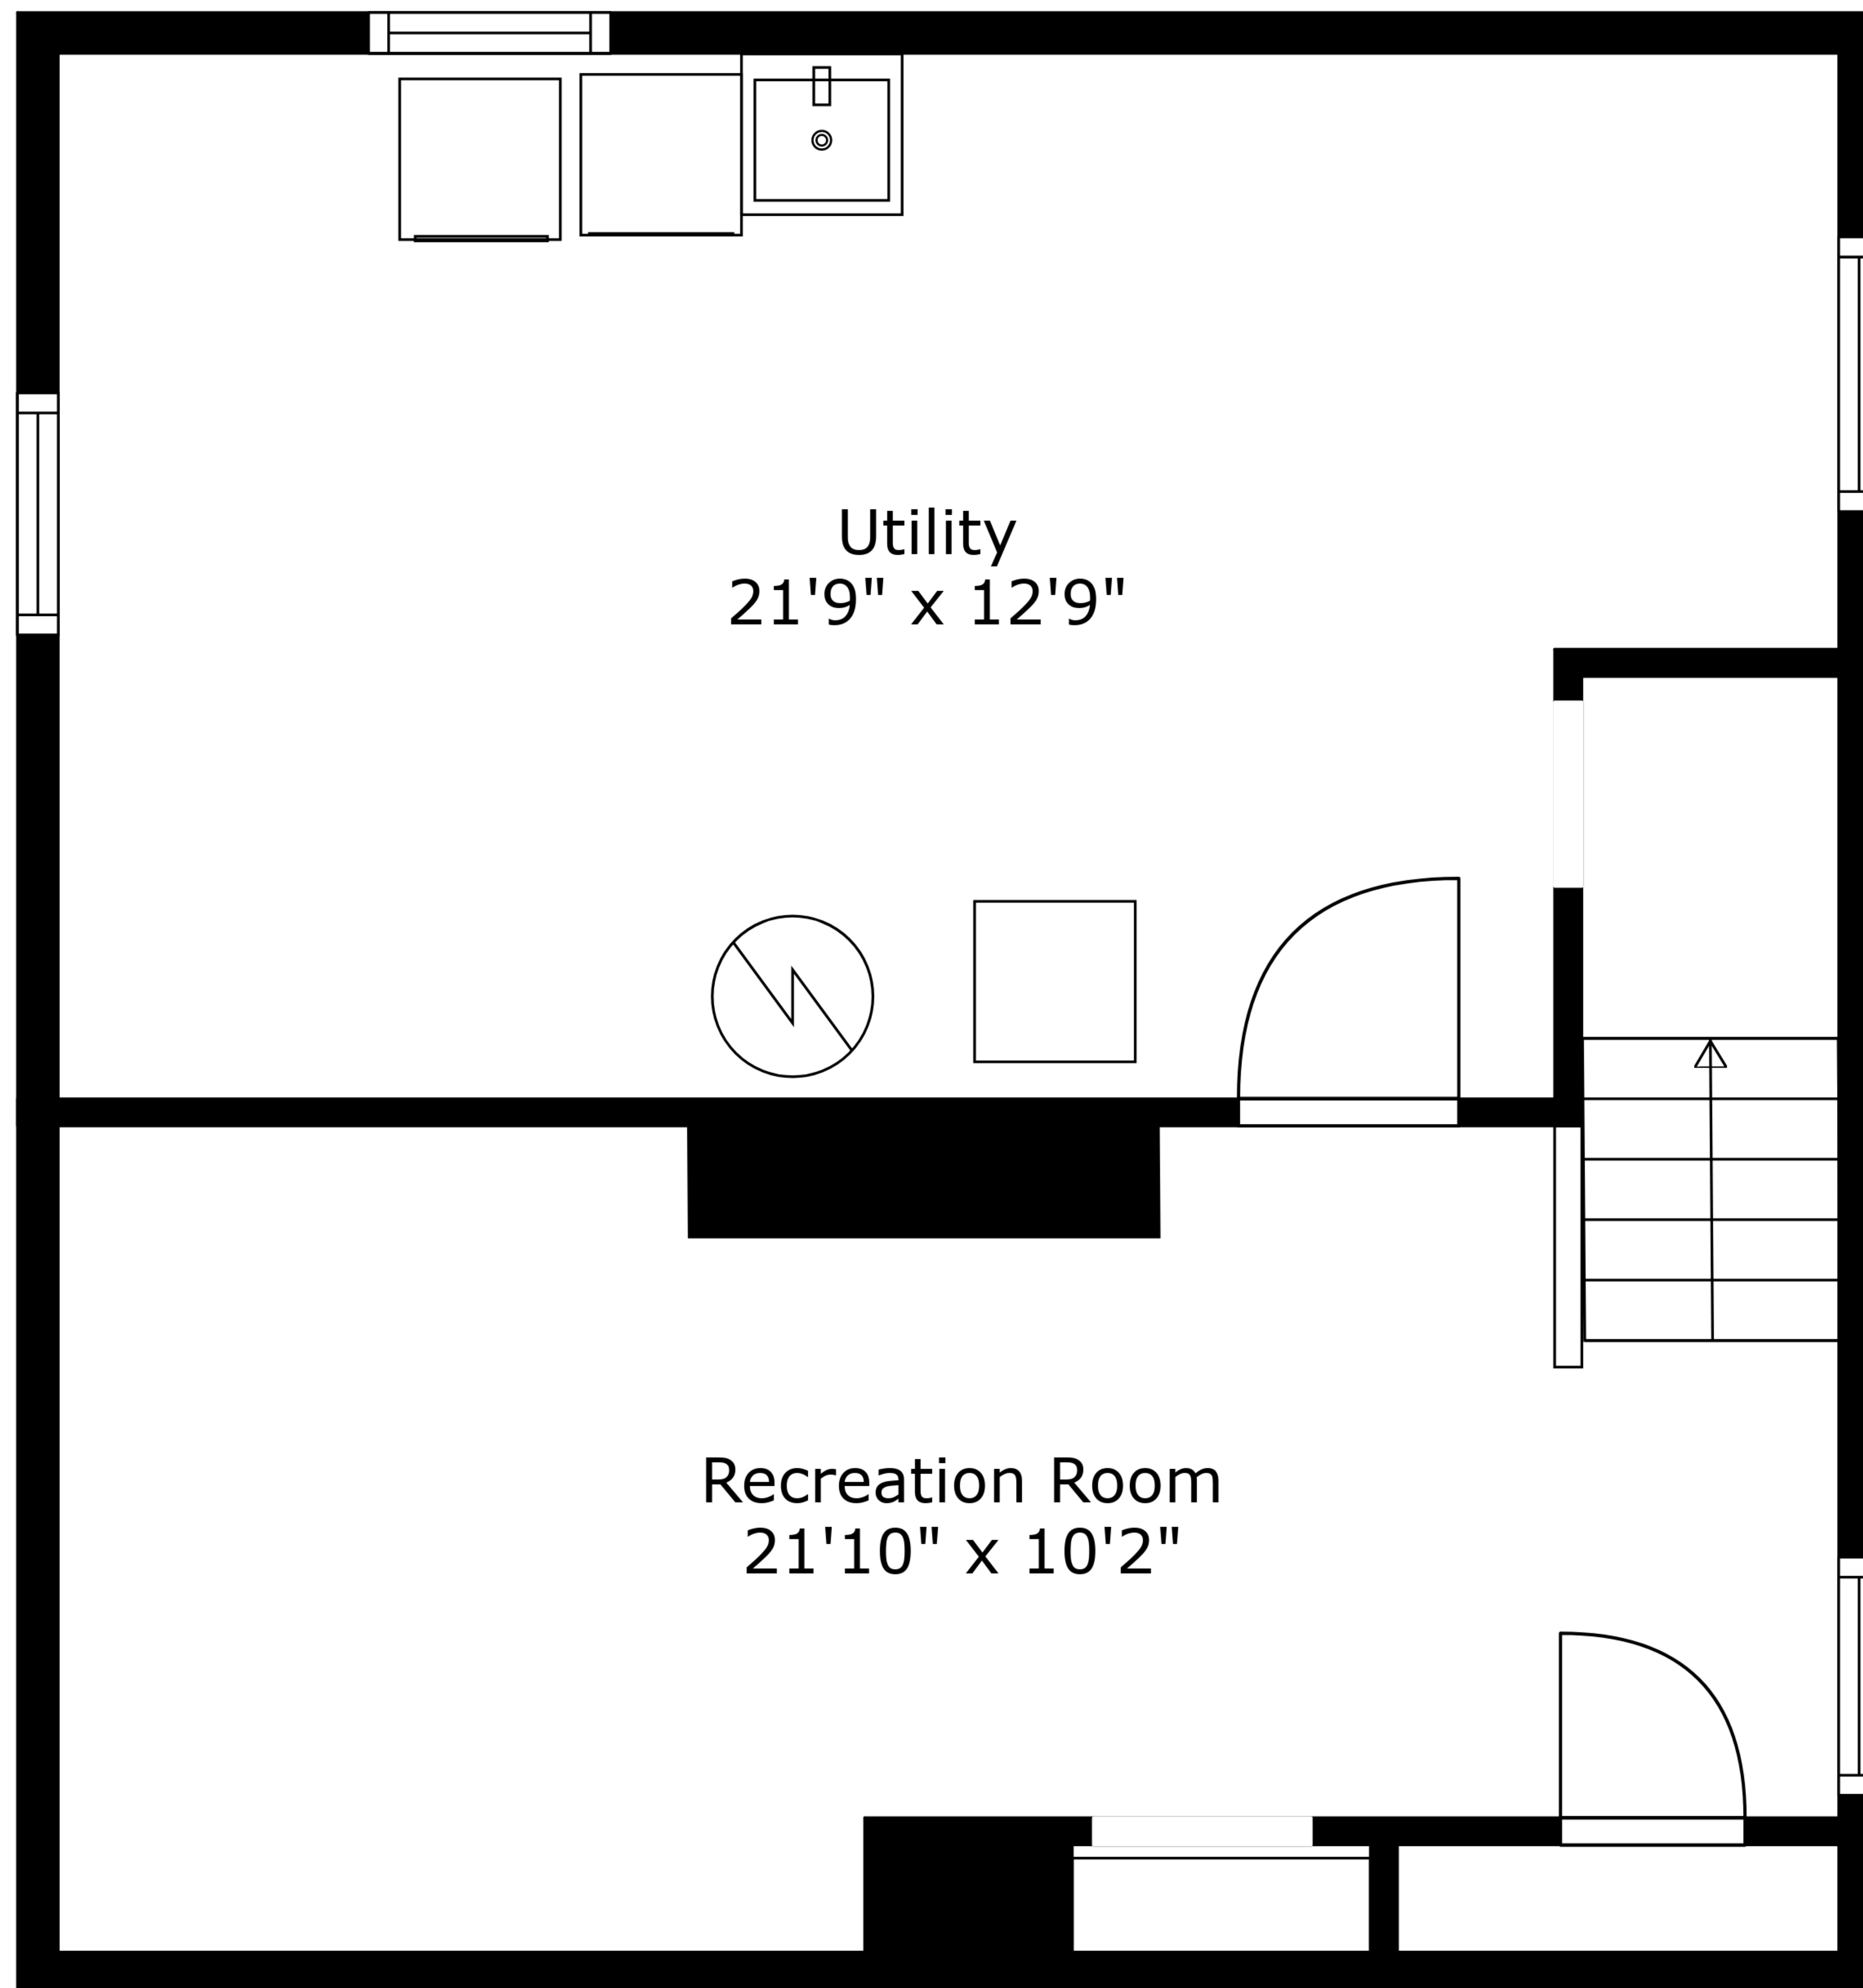 Utility
21'9" x 12'9"
Recreation Room
21'10" x 10'2"